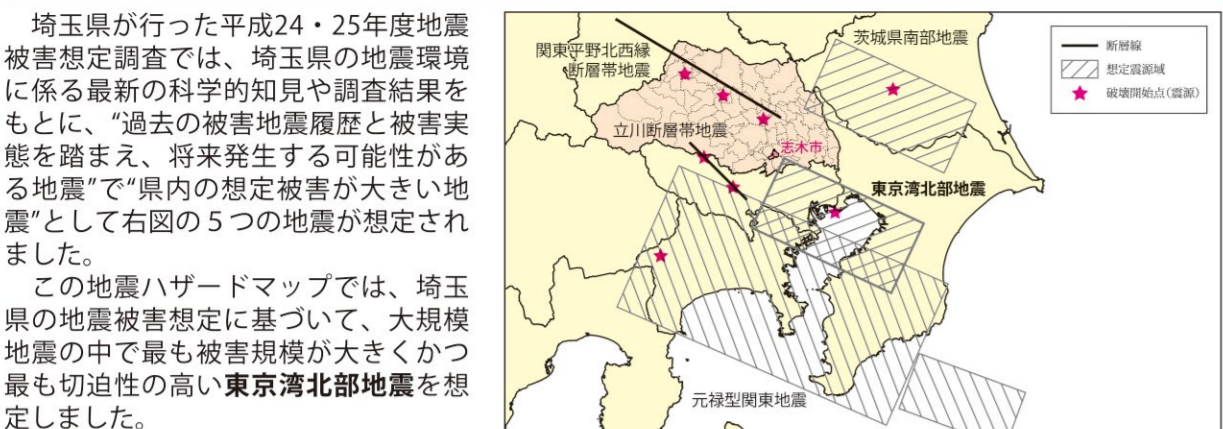 埼玉県が行った平成24・25年度地震
被害想定調査では、埼玉県の地震環境
に係る最新の科学的知見や調査結果を
もとに、“過去の被害地震履歴と被害実
態を踏まえ、将来発生する可能性があ
る地震”で“県内の想定被害が大きい地
震”として右図の５つの地震が想定され
ました。
　この地震ハザードマップでは、埼玉
県の地震被害想定に基づいて、大規模
地震の中で最も被害規模が大きくかつ
最も切迫性の高い東京湾北部地震を想
定しました。
関東平野北西縁
断層帯地震
茨城県南部地震
立川断層帯地震
志木市
東京湾北部地震
元禄型関東地震
断層線
想定震源域
破壊開始点（震源）